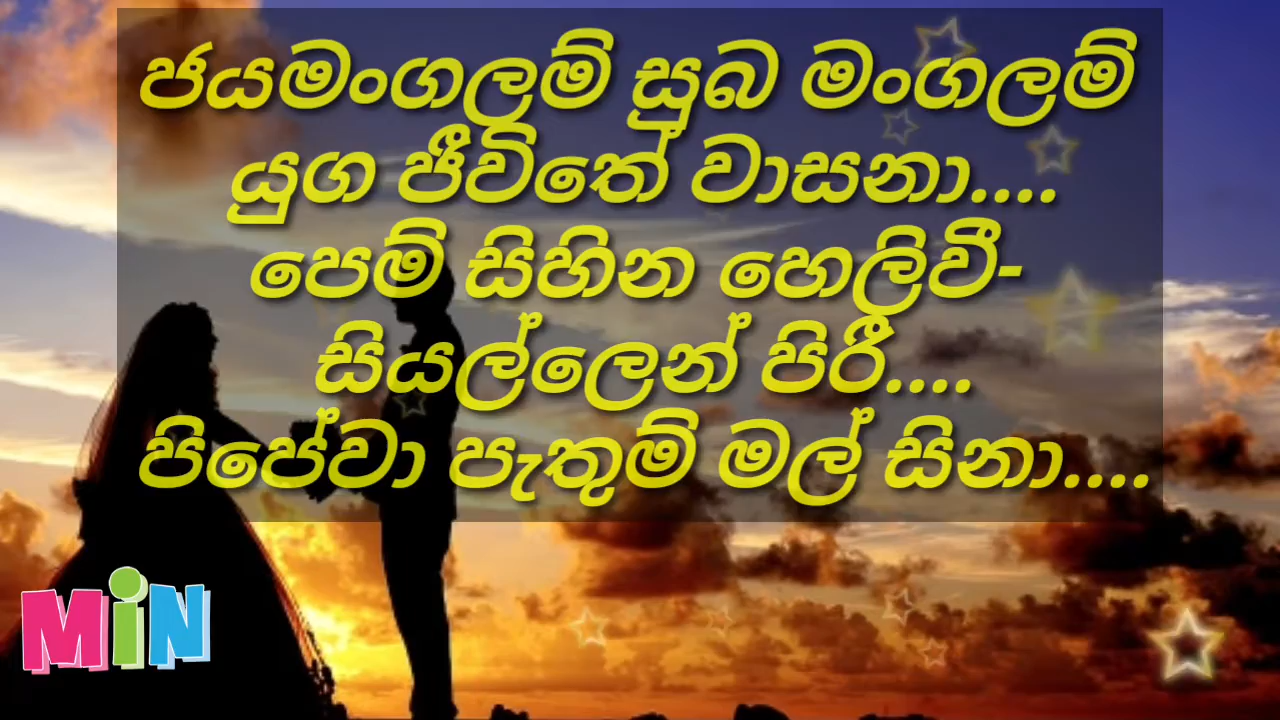 ජයමංගලම් සූබ මංගලම්
යුග ජීවිතේ වාසනා....
පෙම් සිහින හෙලිවී-
සියල්ලෙන් පිරී....
පිපේවා පැතුම් මල් සිනා....
MiN